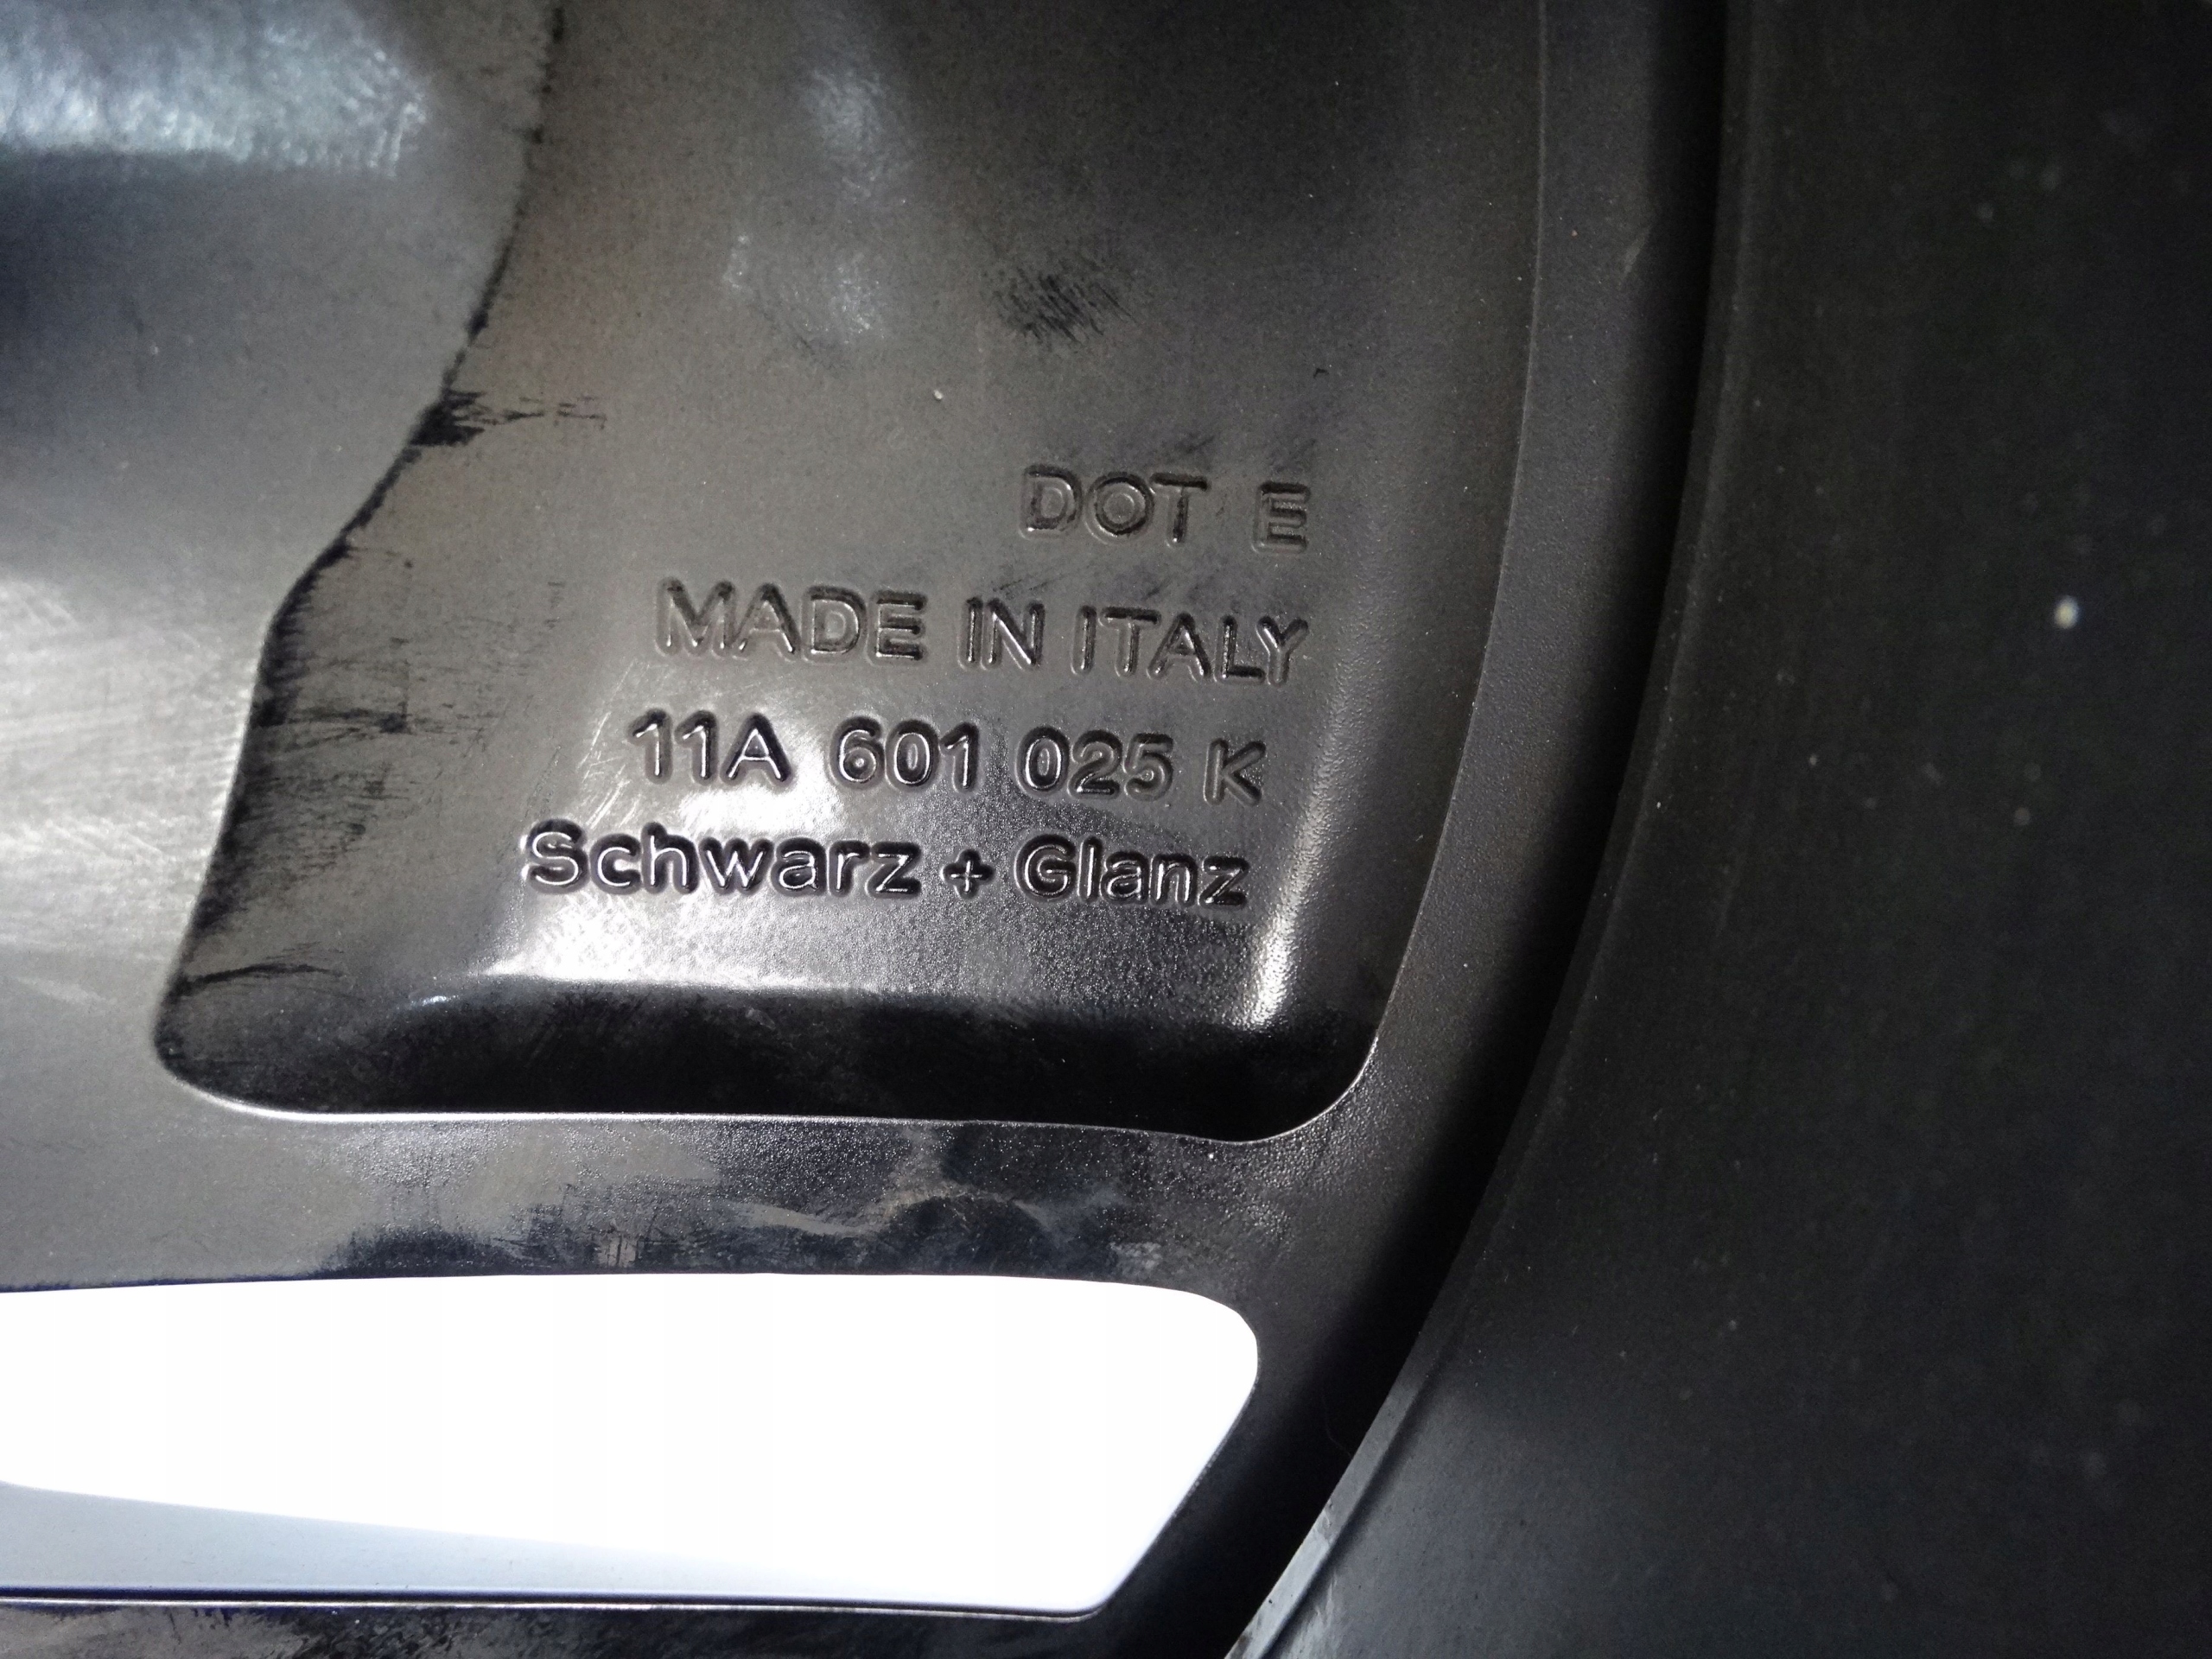 DOT E
MADE IN ITALY
11A 601 025 K
Schwarz + Glanz